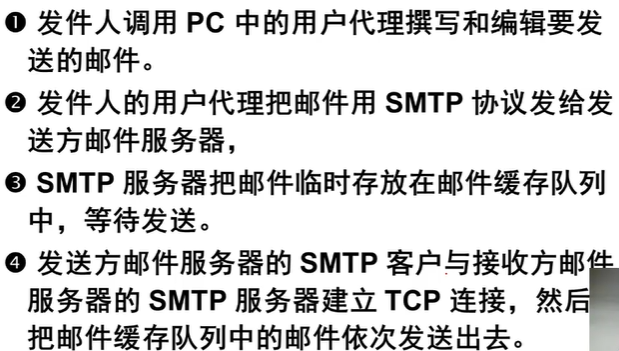 ❶ 发件人调用 PC 中的用户代理撰写和编辑要发
送的邮件。
❷ 发件人的用户代理把邮件用 SMTP 协议发给发
送方邮件服务器，
❸ SMTP 服务器把邮件临时存放在邮件缓存队列
中，等待发送。
❹ 发送方邮件服务器的 SMTP 客户与接收方邮件
服务器的 SMTP 服务器建立 TCP 连接，然后
把邮件缓存队列中的邮件依次发送出去。